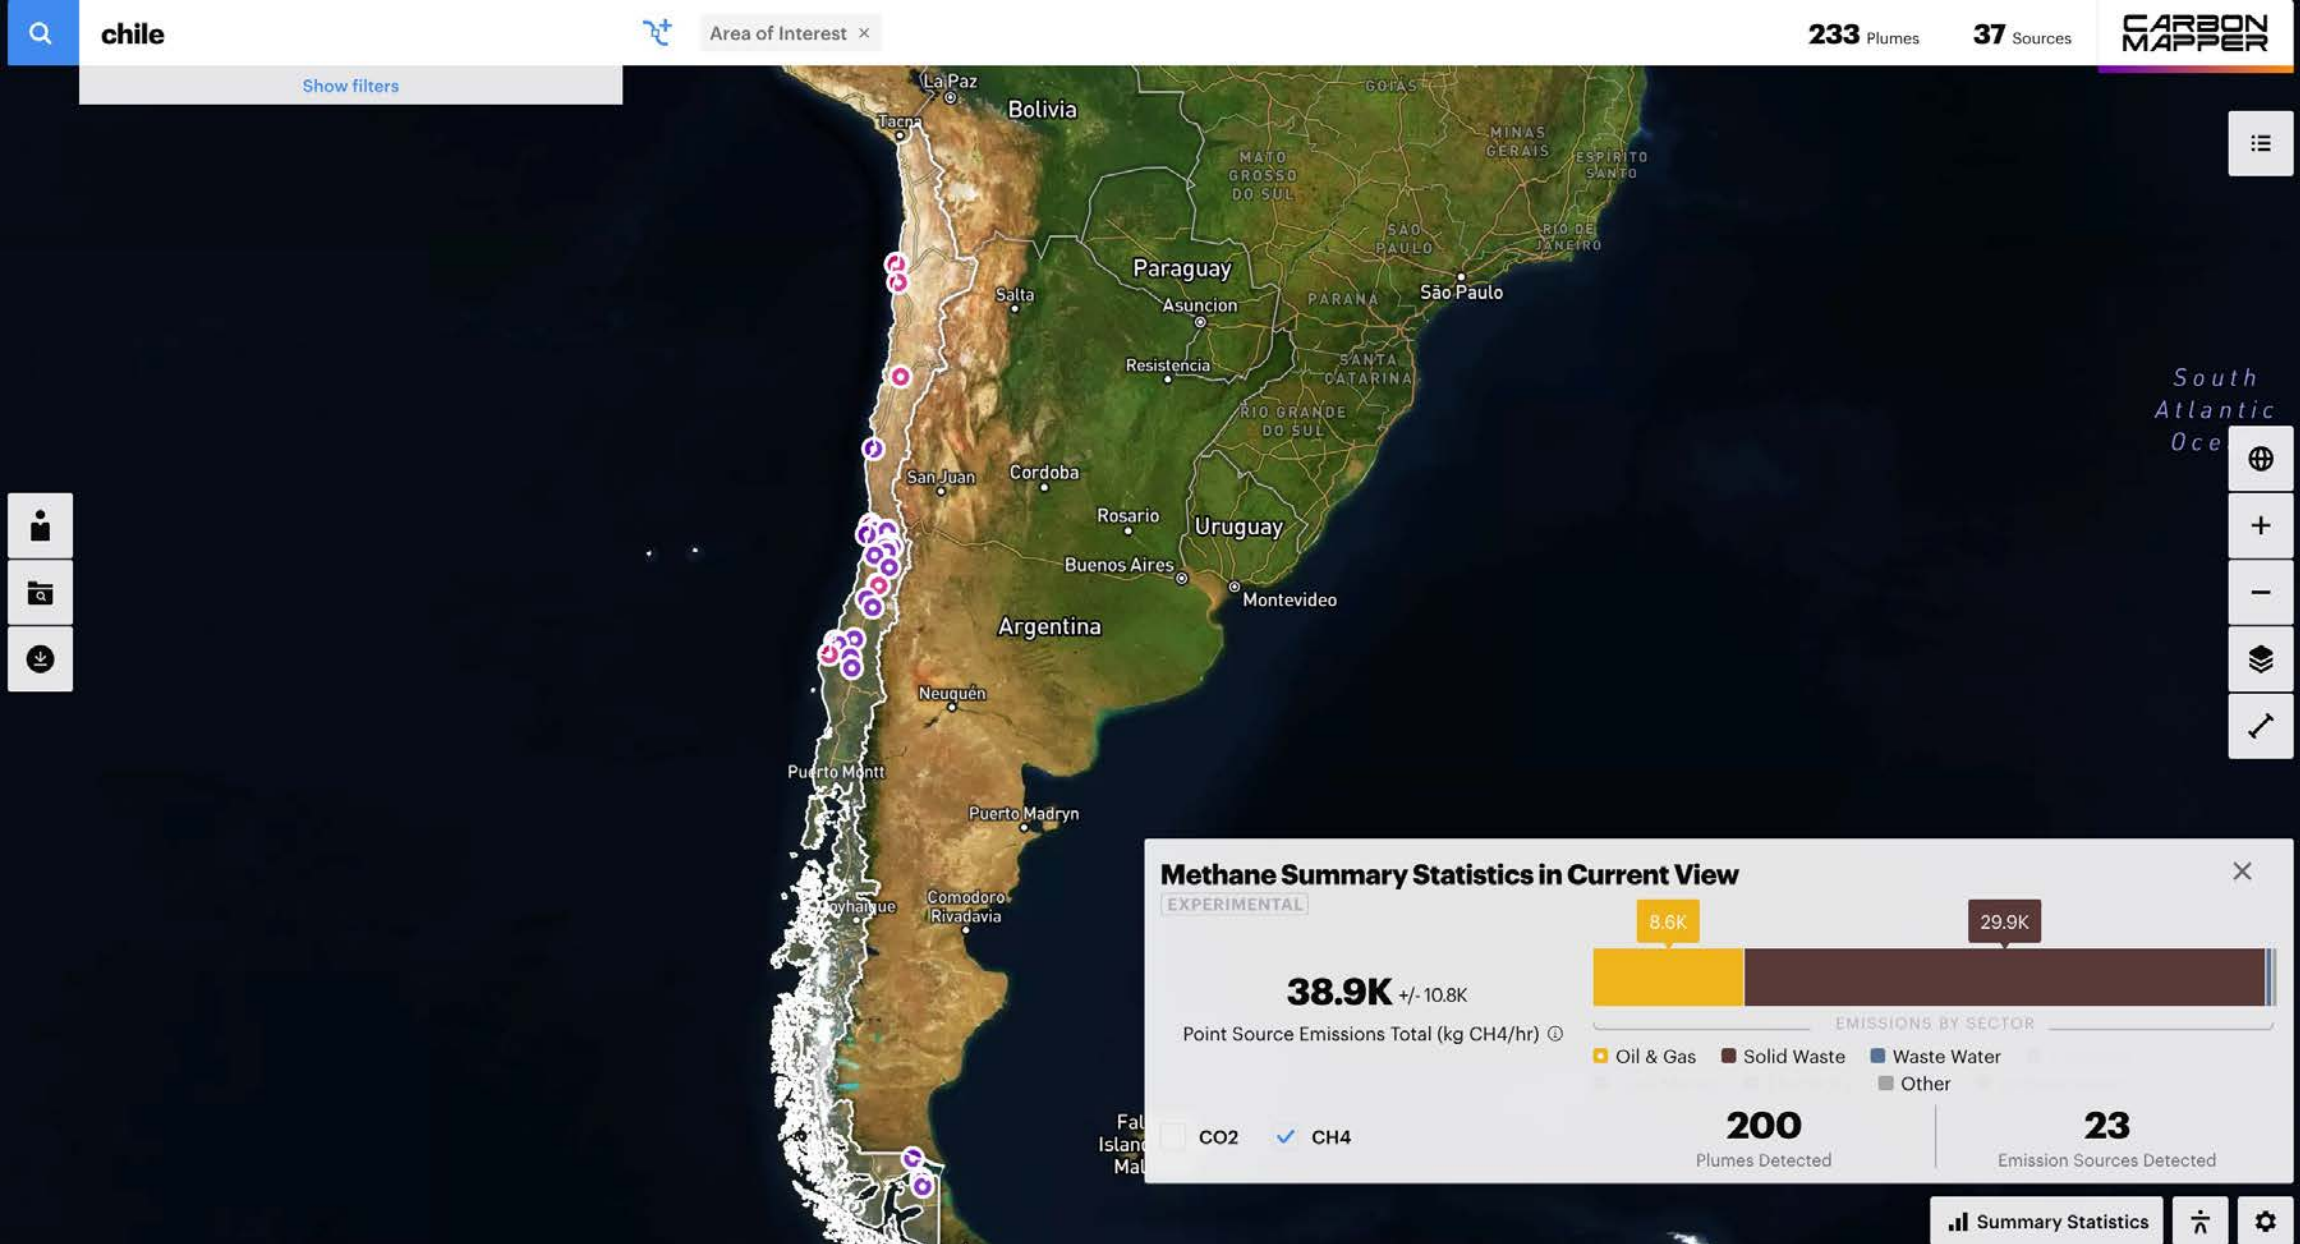 chile
Area of Interest ×
233 Plumes
37 Sources
CARBON
MAPPER
Show filters
La Paz
Bolivia
Tacna
GOIÁS
MINAS
GERAIS
ESPÍRITO
SANTO
MATO
GROSSO
DO SUL
SÃO
PAULO
RIO DE
JANEIRO
Paraguay
Salta
Asuncion
PARANÁ
São Paulo
Resistencia
SANTA
CATARINA
South
Atlantic
Oce
RIO GRANDE
DO SUL
San Juan
Cordoba
Rosario
Uruguay
Buenos Aires
Montevideo
Argentina
Neuquén
Puerto Montt
Puerto Madryn
Comodoro
Rivadavia
oyhaique
Fal
Island
Mal
Methane Summary Statistics in Current View
EXPERIMENTAL
8.6K
29.9K
38.9K +/- 10.8K
Point Source Emissions Total (kg CH4/hr)
EMISSIONS BY SECTOR
Oil & Gas
Solid Waste
Waste Water
Other
CO2
CH4
200
Plumes Detected
23
Emission Sources Detected
Summary Statistics